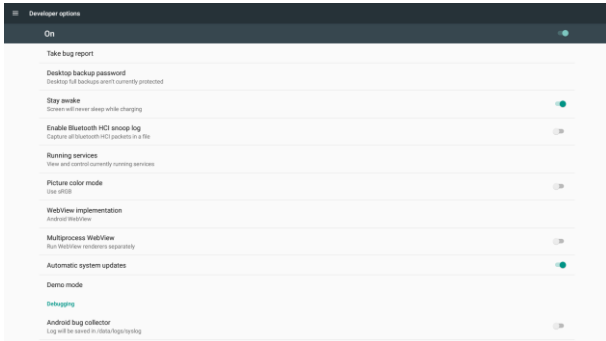 Developer options
On
Take bug report
Desktop backup password
Desktop full backups aren't currently protected
Stay awake
Screen will never sleep while charging
Enable Bluetooth HCI snoop log
Capture all bluetooth HCI packets in a file
Running services
View and control currently running services
Picture color mode
Use sRGB
WebView implementation
Android WebView
Multiprocess WebView
Run WebView renderers separately
Automatic system updates
Demo mode
Debugging
Android bug collector
Log will be saved in /data/logs/syslog